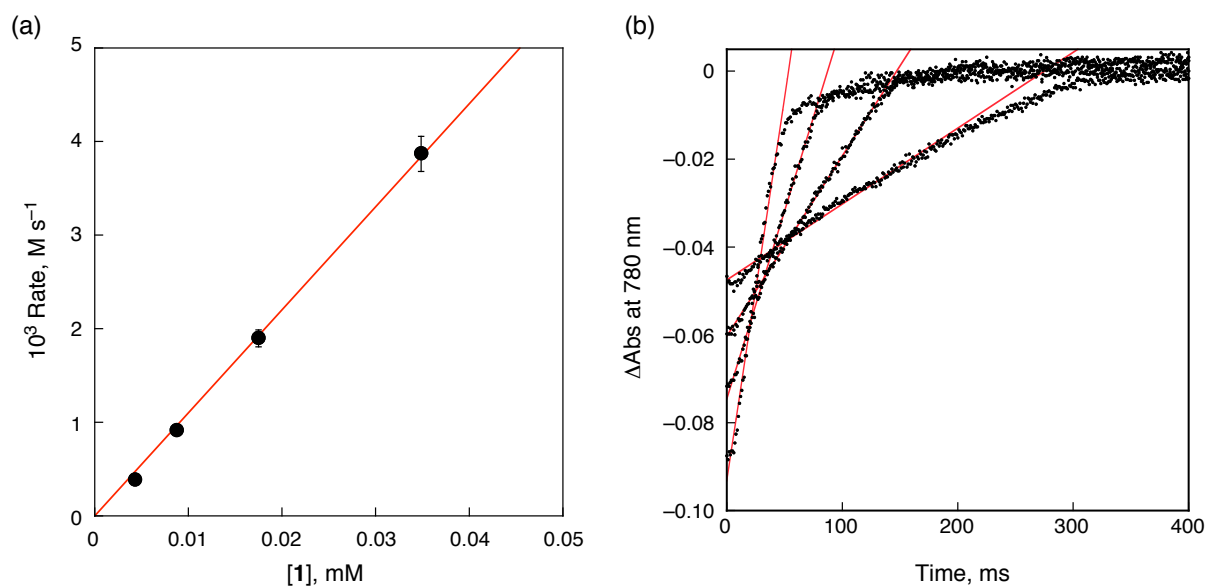 (a)
5
4
3
2
1
0
10³ Rate, M s⁻¹
0 0.01 0.02 0.03 0.04 0.05
[1], mM
(b)
0
−0.02
−0.04
−0.06
−0.08
−0.10
ΔAbs at 780 nm
0 100 200 300 400
Time, ms